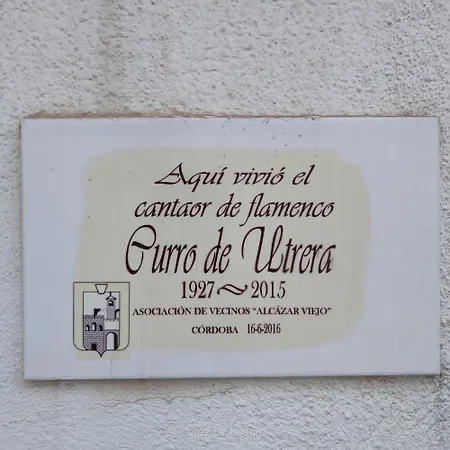 Aquí vivió el
cantaor de flamenco
Curro de Utrera
1927~2015
ASOCIACIÓN DE VECINOS "ALCÁZAR VIEJO"
CÓRDOBA 16-6-2016